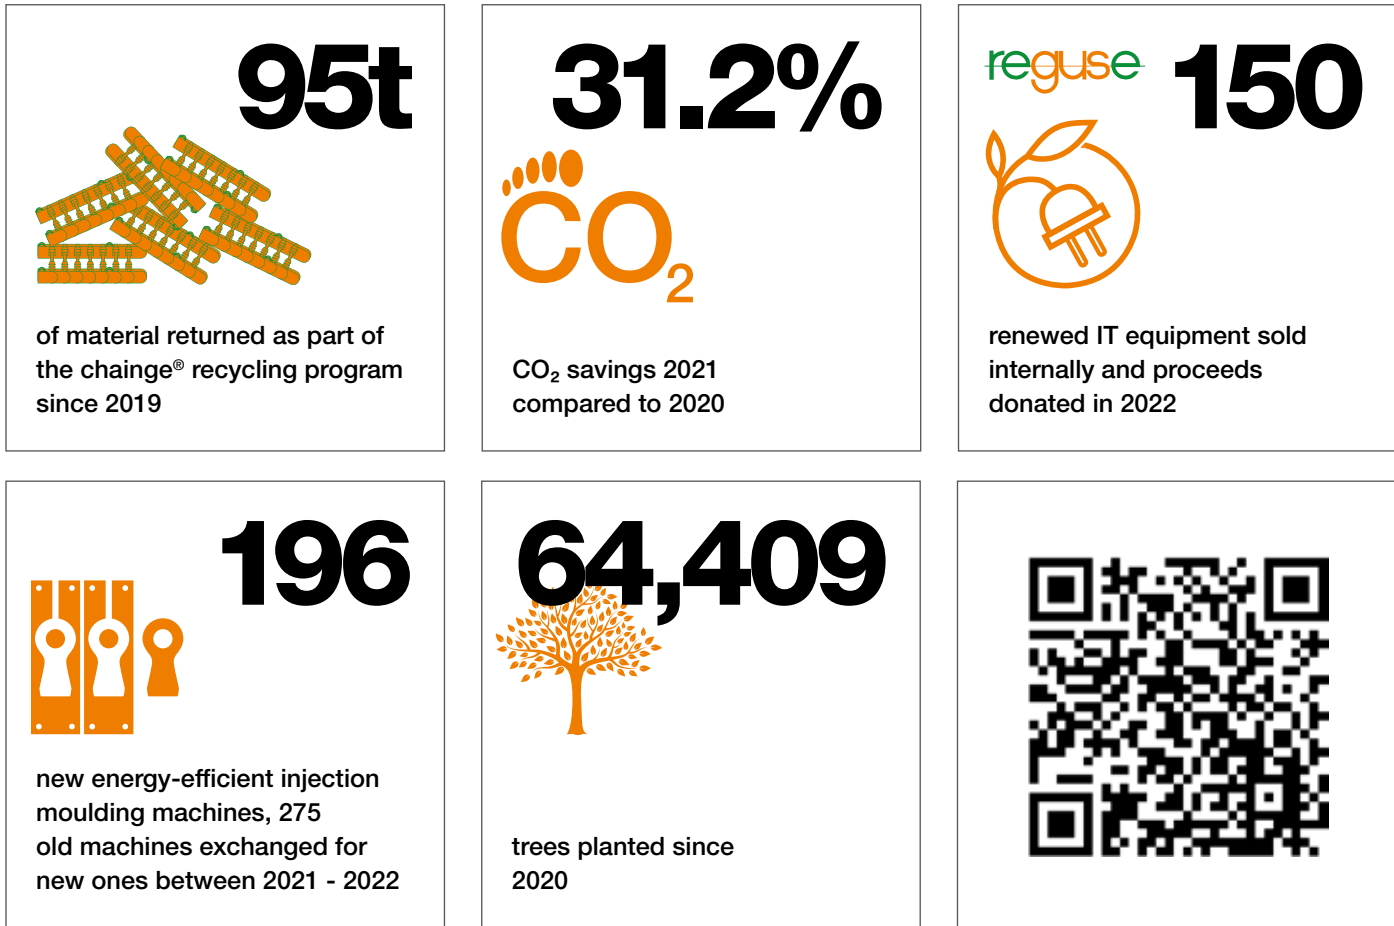 95t
of material returned as part of
the chainge® recycling program
since 2019
31.2%
CO₂
CO₂ savings 2021
compared to 2020
reguse
150
renewed IT equipment sold
internally and proceeds
donated in 2022
196
new energy-efficient injection
moulding machines, 275
old machines exchanged for
new ones between 2021 - 2022
64,409
trees planted since
2020